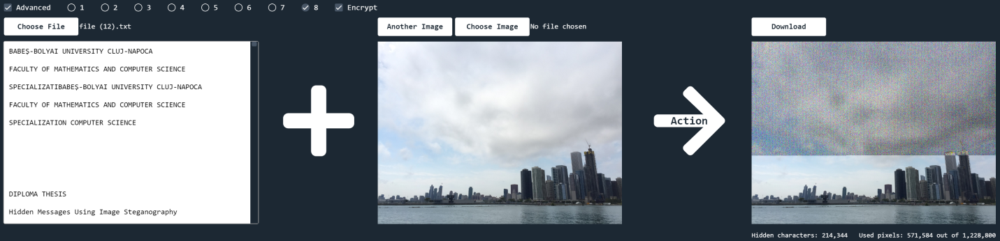 Advanced 1 2 3 4 5 6 7 8 Encrypt
Choose File file (12).txt
Another Image Choose Image No file chosen
Download
BABEȘ-BOLYAI UNIVERSITY CLUJ-NAPOCA
FACULTY OF MATHEMATICS AND COMPUTER SCIENCE
SPECIALIZATIBABEȘ-BOLYAI UNIVERSITY CLUJ-NAPOCA
FACULTY OF MATHEMATICS AND COMPUTER SCIENCE
SPECIALIZATION COMPUTER SCIENCE
DIPLOMA THESIS
Hidden Messages Using Image Steganography
Action
Hidden characters: 214,344 Used pixels: 571,584 out of 1,228,800